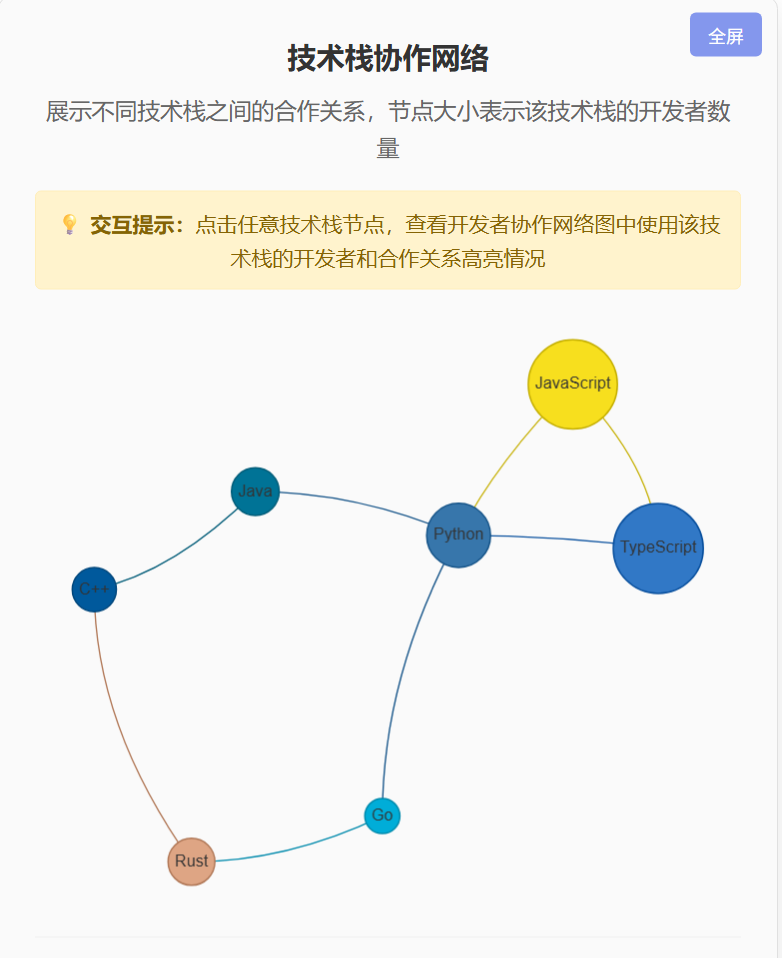 全屏
技术栈协作网络
展示不同技术栈之间的合作关系，节点大小表示该技术栈的开发者数
量
💡 交互提示：点击任意技术栈节点，查看开发者协作网络图中使用该技
术栈的开发者和合作关系高亮情况
JavaScript
Java
Python
TypeScript
C++
Go
Rust